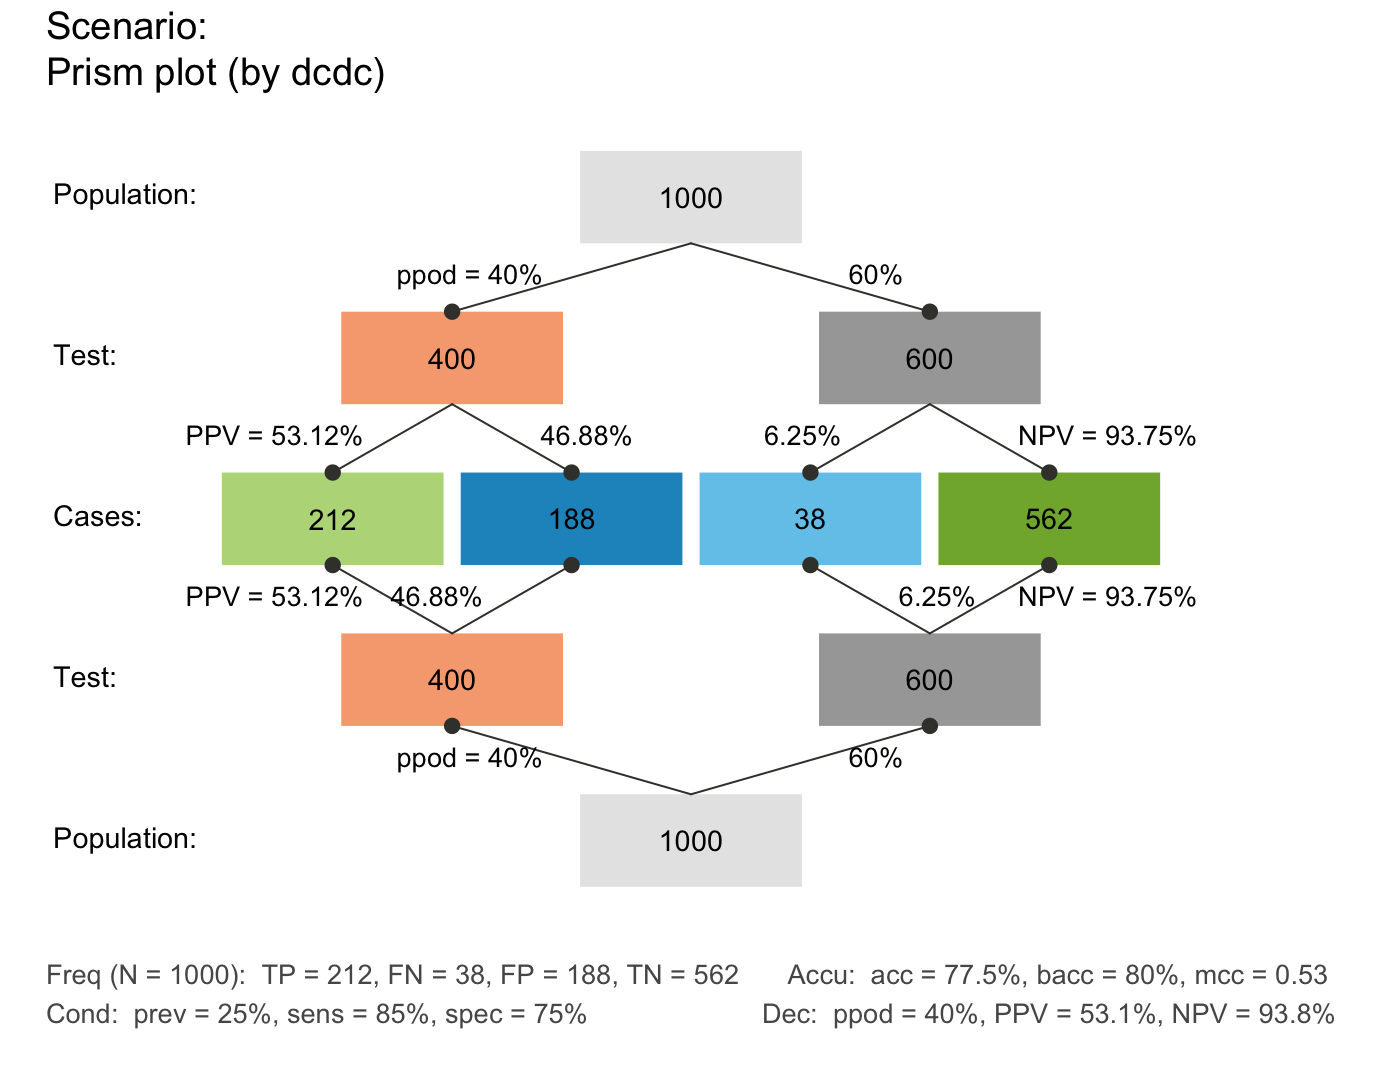 Scenario:
Prism plot (by dcdc)
Population:
1000
ppod = 40%
60%
Test:
400
600
PPV = 53.12%
46.88%
6.25%
NPV = 93.75%
Cases:
212
188
38
562
PPV = 53.12%
46.88%
6.25%
NPV = 93.75%
Test:
400
600
ppod = 40%
60%
Population:
1000
Freq (N = 1000):  TP = 212, FN = 38, FP = 188, TN = 562
Accu:  acc = 77.5%, bacc = 80%, mcc = 0.53
Cond:  prev = 25%, sens = 85%, spec = 75%
Dec:  ppod = 40%, PPV = 53.1%, NPV = 93.8%